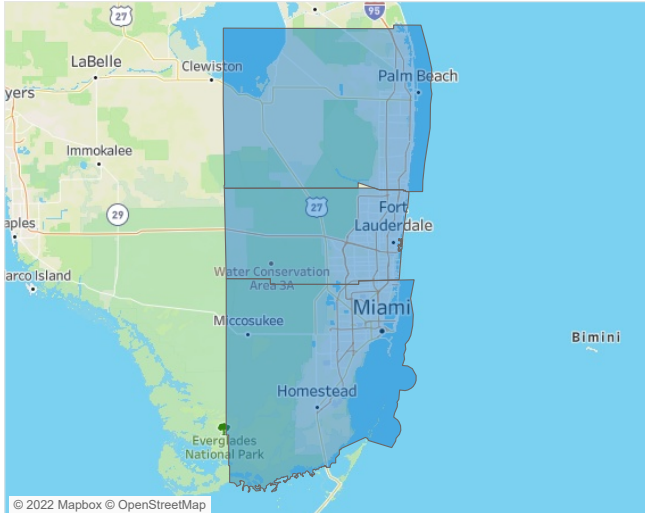 27
95
LaBelle
Clewiston
Palm Beach
yers
Immokalee
29
27
Fort
Lauderdale
aples
Water Conservation
Area 3A
arco Island
Miccosukee
Miami
Bimini
Homestead
Everglades
National Park
© 2022 Mapbox © OpenStreetMap